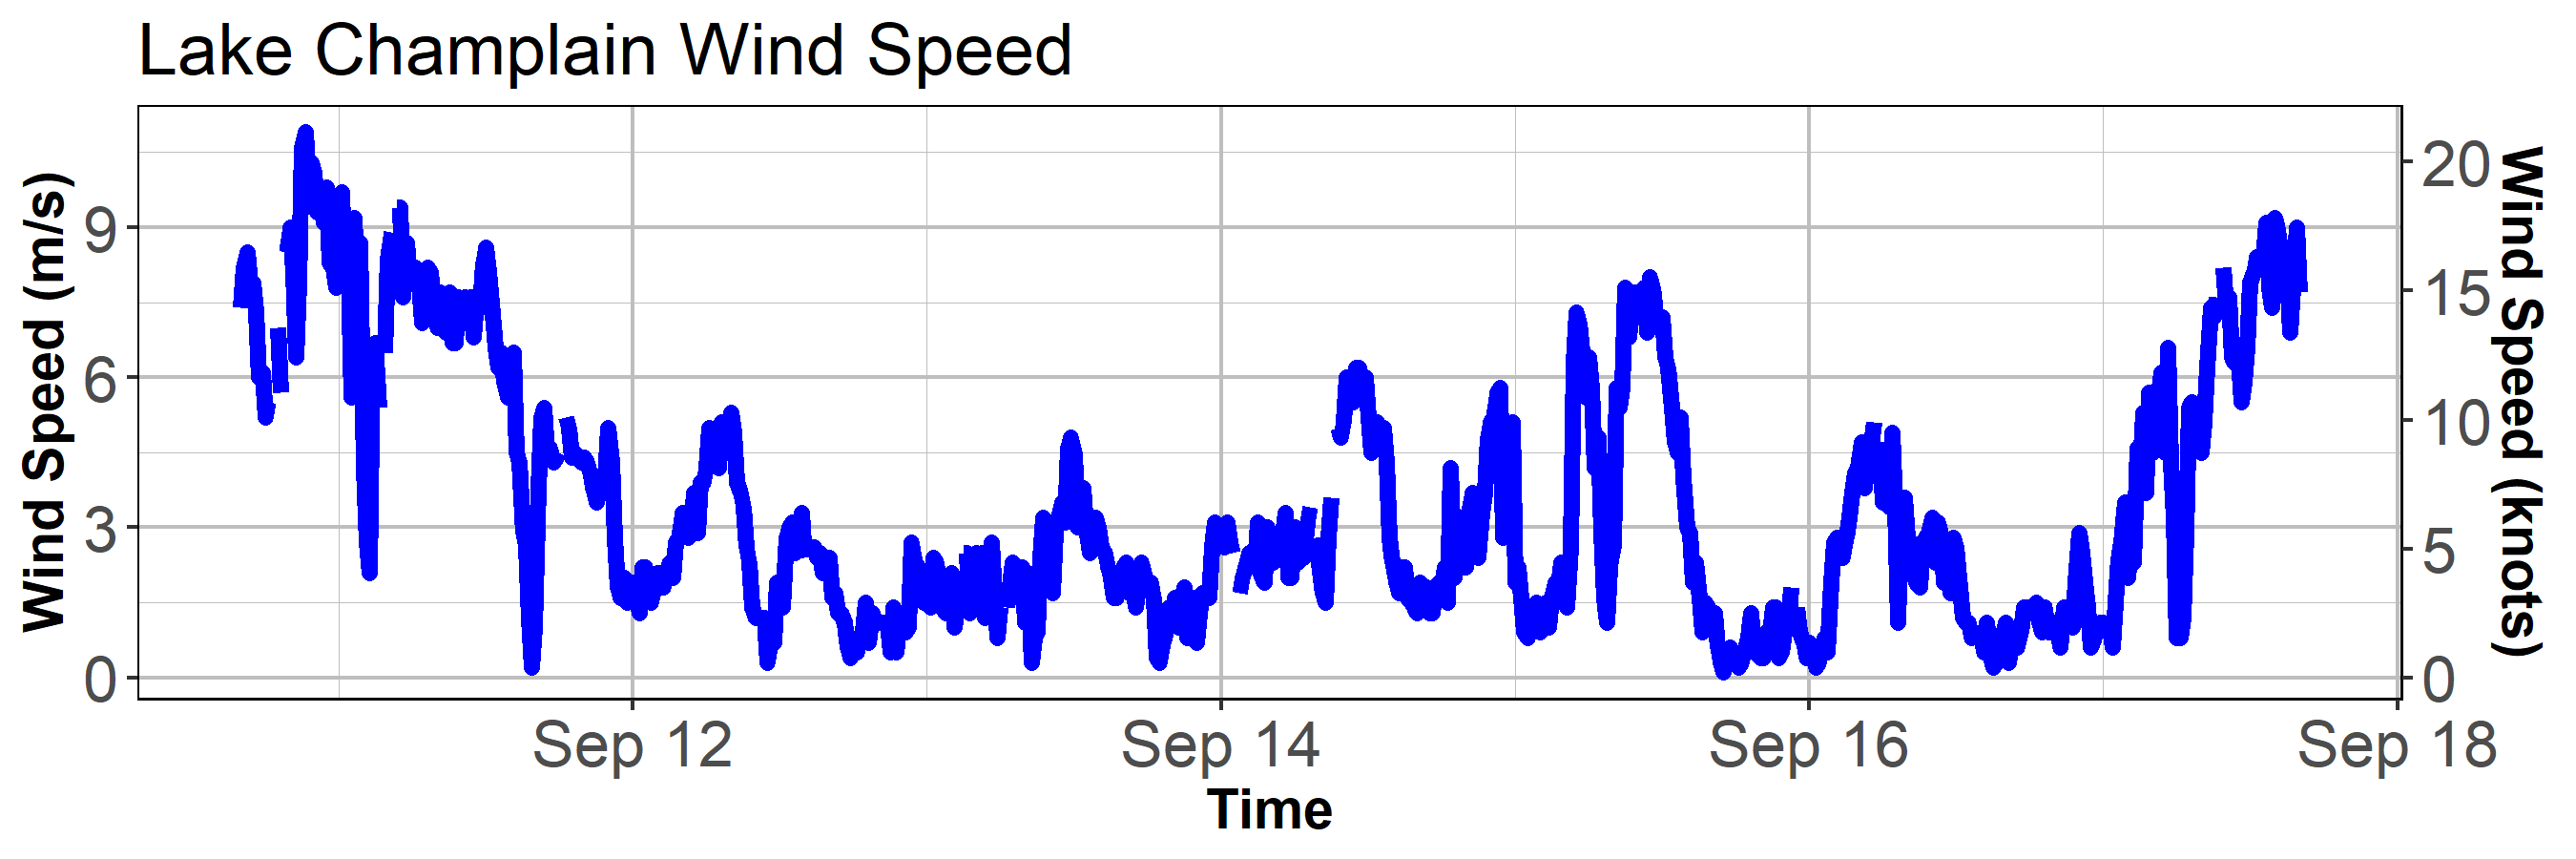 Lake Champlain Wind Speed
Wind Speed (m/s)
9
6
3
0
20
15
10
5
0
Wind Speed (knots)
Sep 12
Sep 14
Sep 16
Sep 18
Time